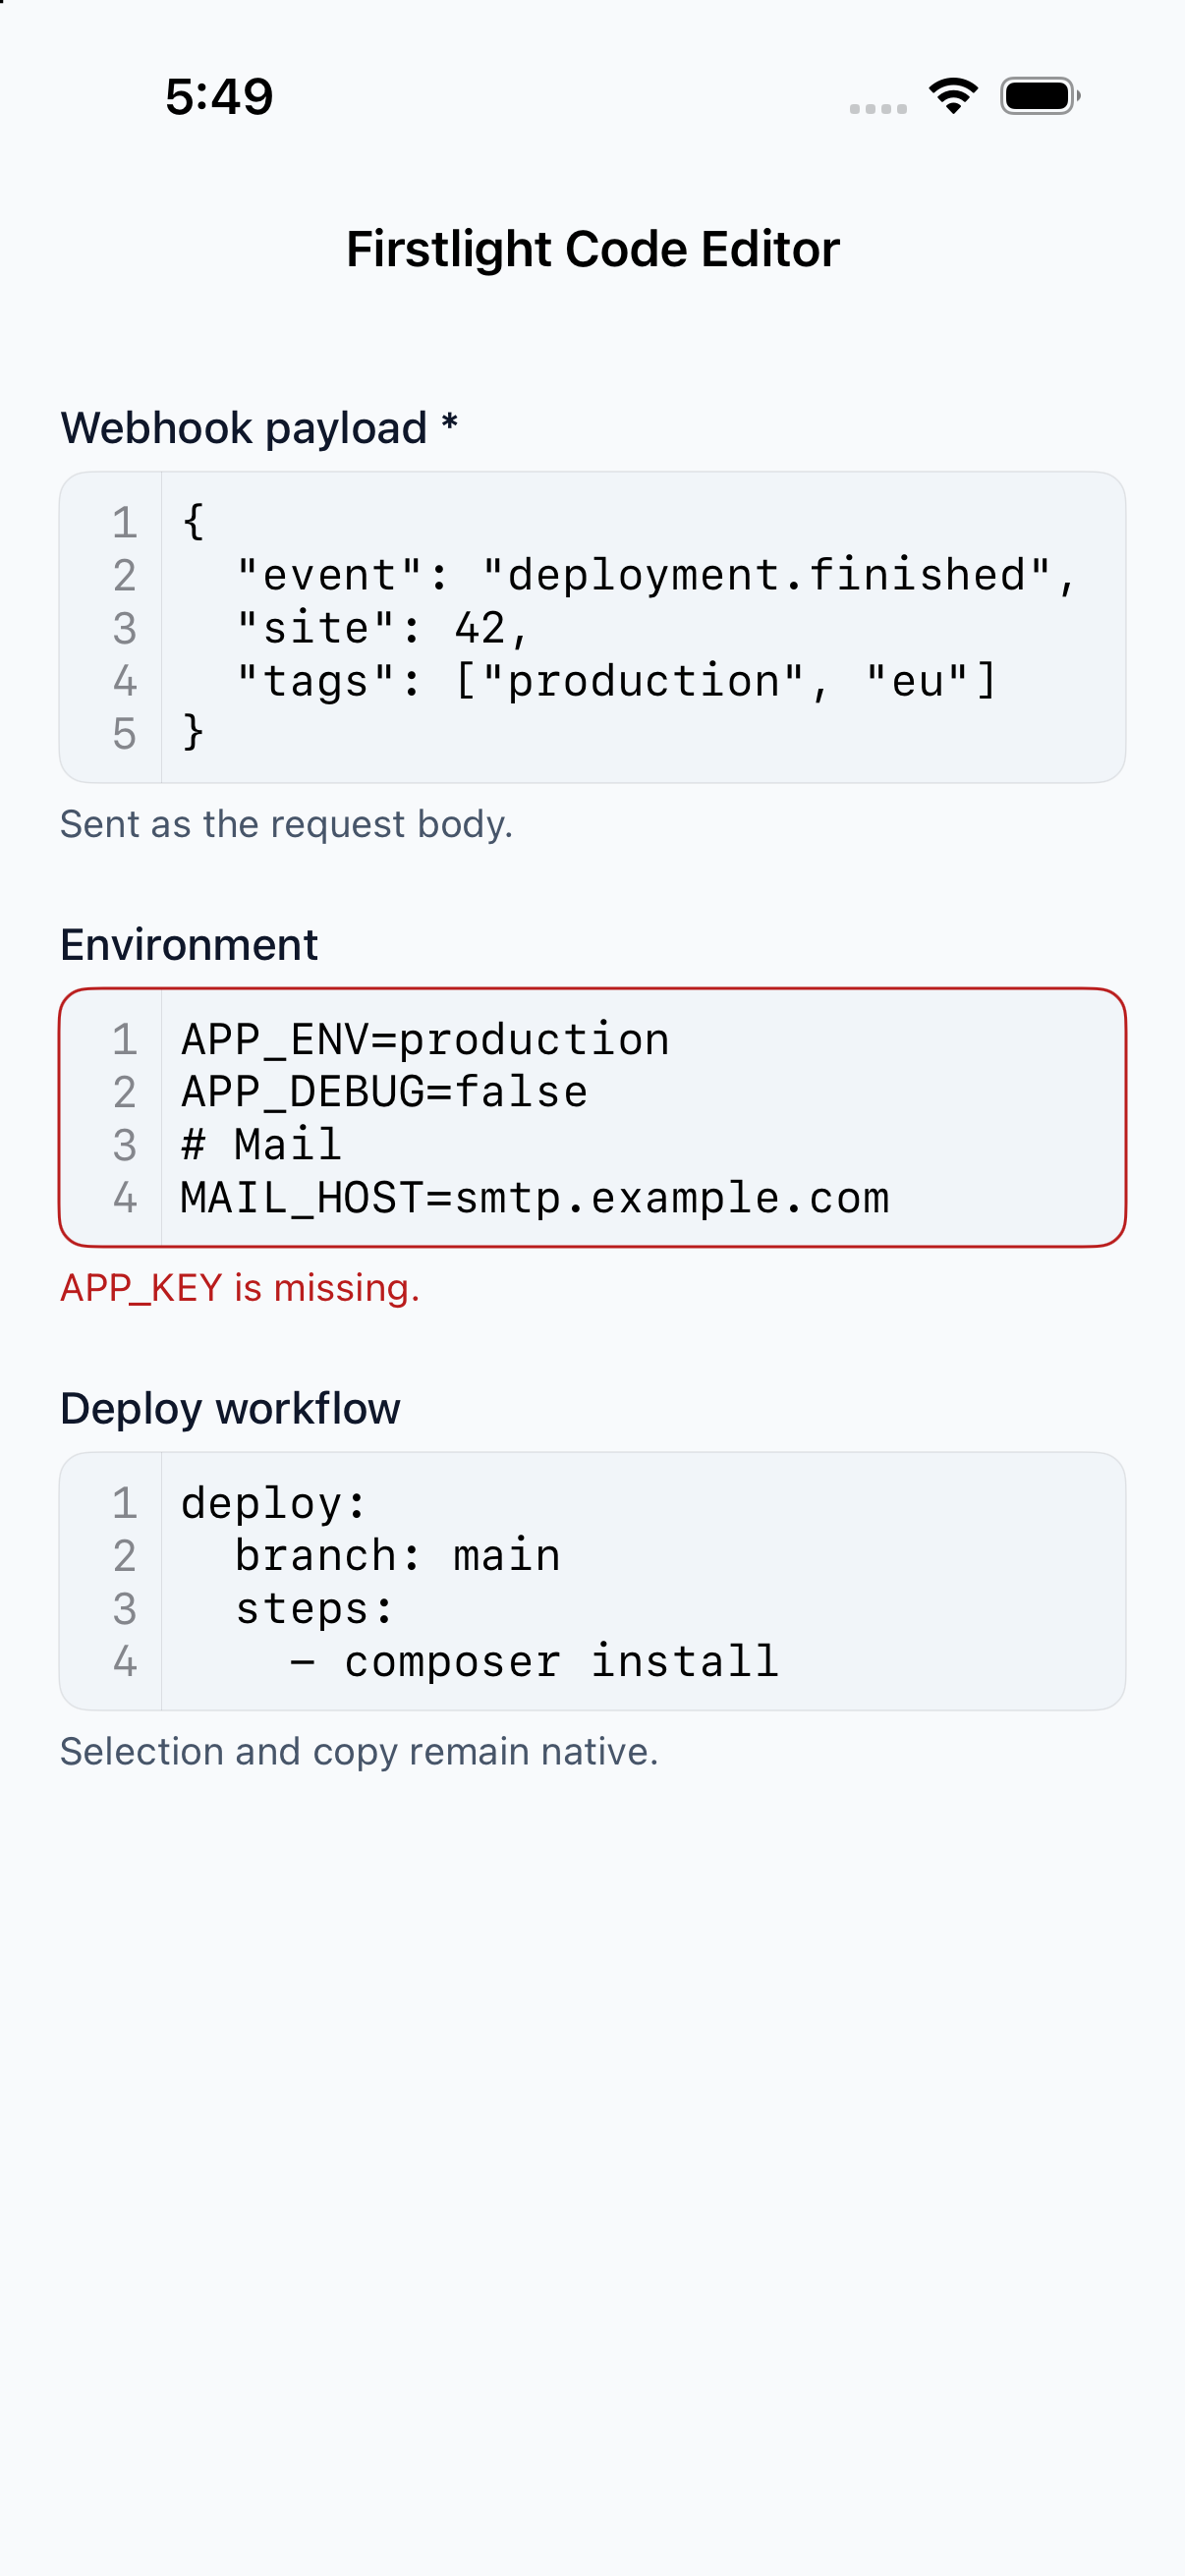 5:49
Firstlight Code Editor
Webhook payload *
1 {
2   "event": "deployment.finished",
3   "site": 42,
4   "tags": ["production", "eu"]
5 }
Sent as the request body.
Environment
1 APP_ENV=production
2 APP_DEBUG=false
3 # Mail
4 MAIL_HOST=smtp.example.com
APP_KEY is missing.
Deploy workflow
1 deploy:
2   branch: main
3   steps:
4     - composer install
Selection and copy remain native.